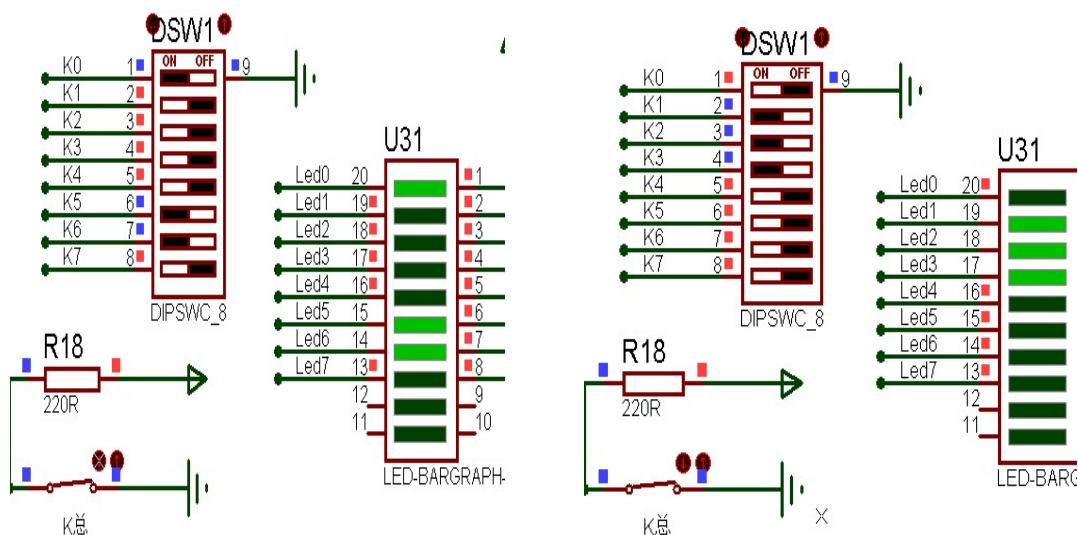 DSW1
ON OFF
K0 1 9
K1 2
K2 3
K3 4
K4 5
K5 6
K6 7
K7 8
DIPSWC_8
U31
Led0 20 1
Led1 19 2
Led2 18 3
Led3 17 4
Led4 16 5
Led5 15 6
Led6 14 7
Led7 13 8
12 9
11 10
LED-BARGRAPH-
R18
220R
K总
DSW1
ON OFF
K0 1 9
K1 2
K2 3
K3 4
K4 5
K5 6
K6 7
K7 8
DIPSWC_8
U31
Led0 20
Led1 19
Led2 18
Led3 17
Led4 16
Led5 15
Led6 14
Led7 13
12
11
LED-BARG
R18
220R
K总